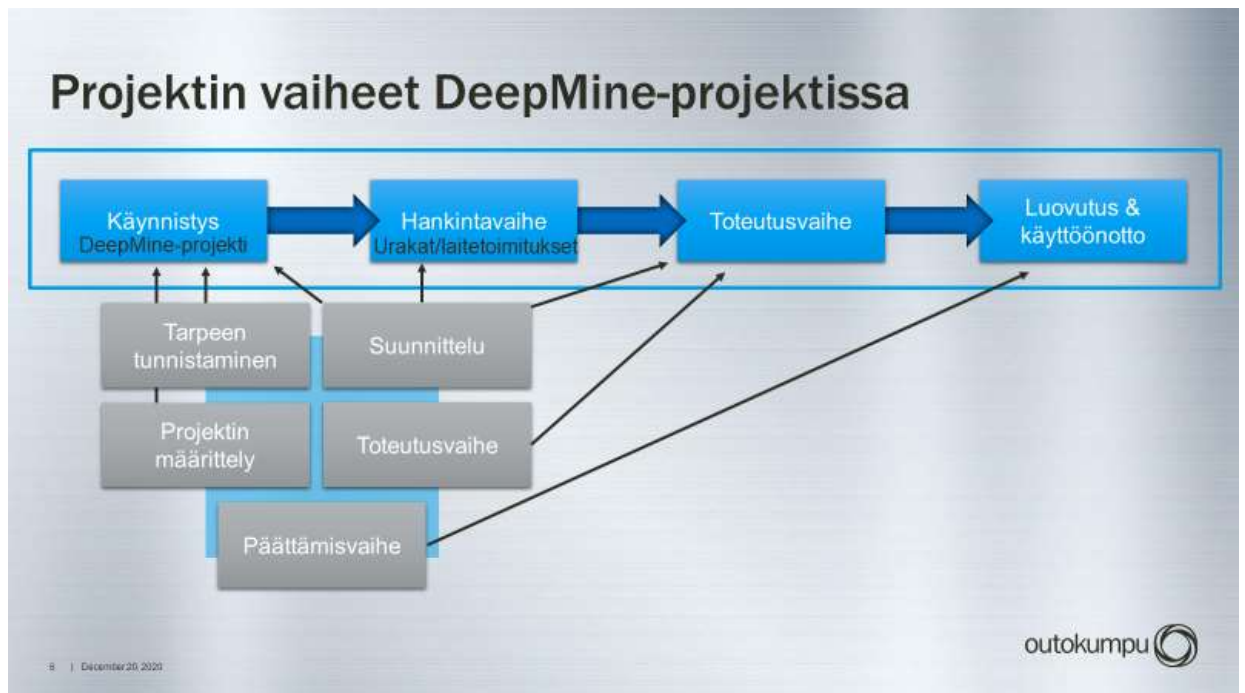 Projektin vaiheet DeepMine-projektissa
Käynnistys
DeepMine-projekti
Hankintavaihe
Urakat/laitetoimitukset
Toteutusvaihe
Luovutus &
käyttöönotto
Tarpeen
tunnistaminen
Suunnittelu
Projektin
määrittely
Toteutusvaihe
Päättämisvaihe
outokumpu
| December 20, 2020